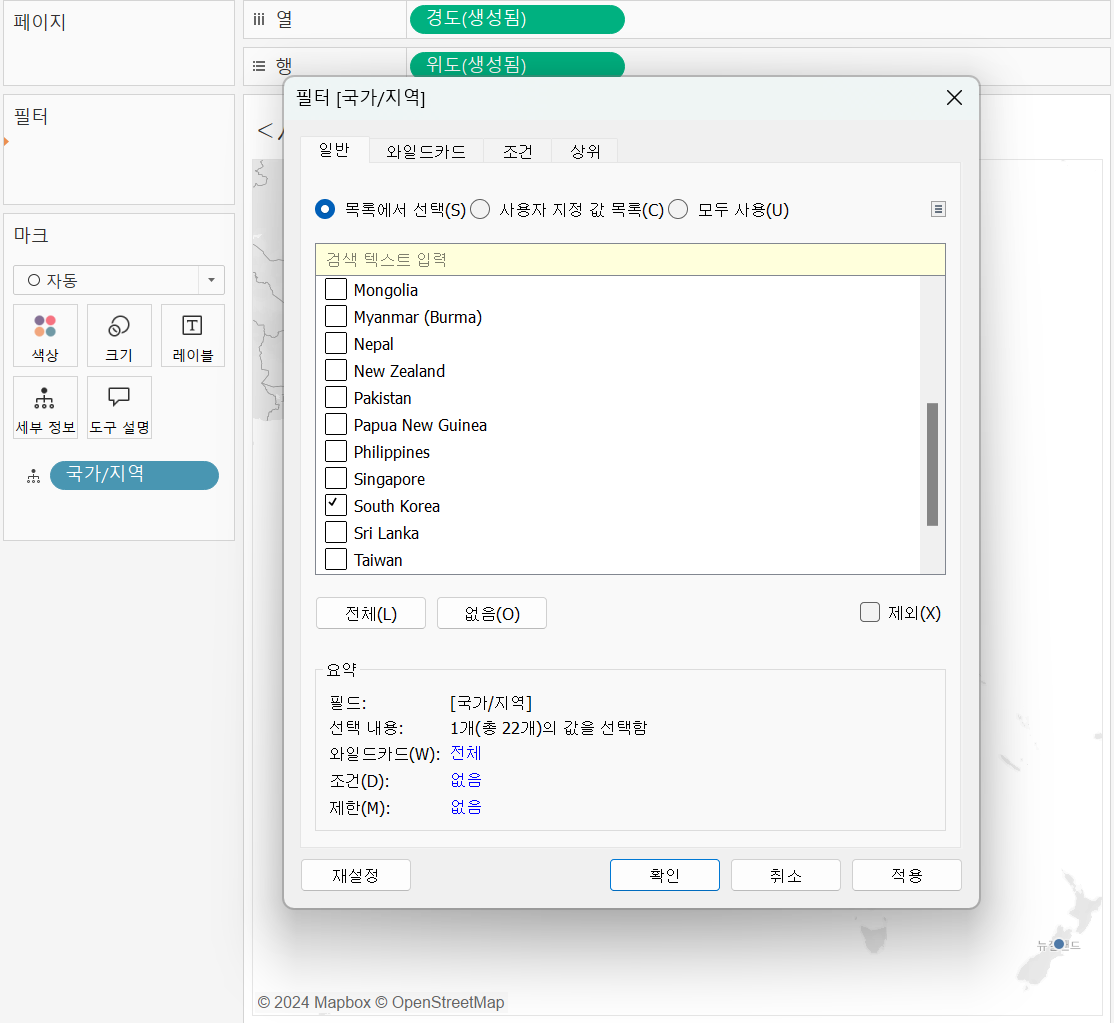 페이지
열
경도(생성됨)
행
위도(생성됨)
필터
마크
자동
색상
크기
레이블
세부 정보
도구 설명
국가/지역
필터 [국가/지역]
일반
와일드카드
조건
상위
목록에서 선택(S)
사용자 지정 값 목록(C)
모두 사용(U)
검색 텍스트 입력
Mongolia
Myanmar (Burma)
Nepal
New Zealand
Pakistan
Papua New Guinea
Philippines
Singapore
South Korea
Sri Lanka
Taiwan
전체(L)
없음(O)
제외(X)
요약
필드: [국가/지역]
선택 내용: 1개(총 22개)의 값을 선택함
와일드카드(W): 전체
조건(D): 없음
제한(M): 없음
재설정
확인
취소
적용
© 2024 Mapbox © OpenStreetMap